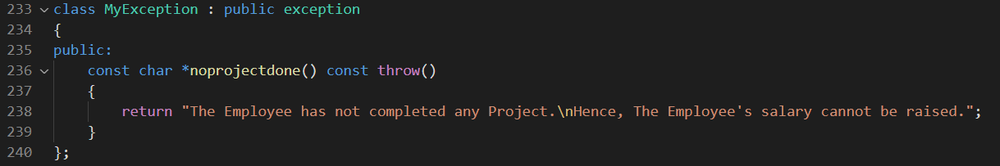 233 class MyException : public exception
234 {
235 public:
236     const char *noprojectdone() const throw()
237     {
238         return "The Employee has not completed any Project.\nHence, The Employee's salary cannot be raised.";
239     }
240 };